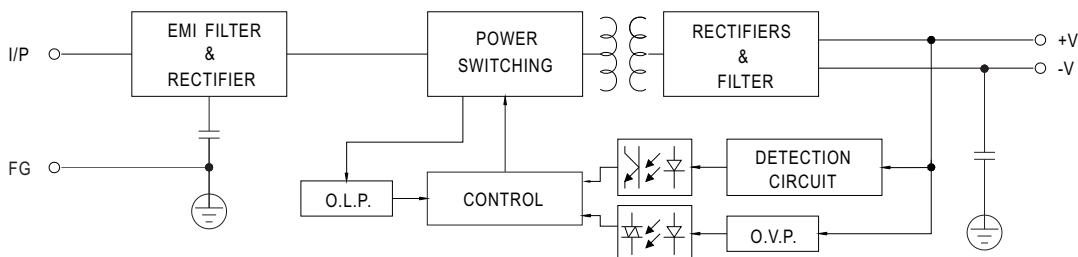 I/P
EMI FILTER
&
RECTIFIER
POWER
SWITCHING
RECTIFIERS
&
FILTER
+V
-V
FG
O.L.P.
CONTROL
DETECTION
CIRCUIT
O.V.P.